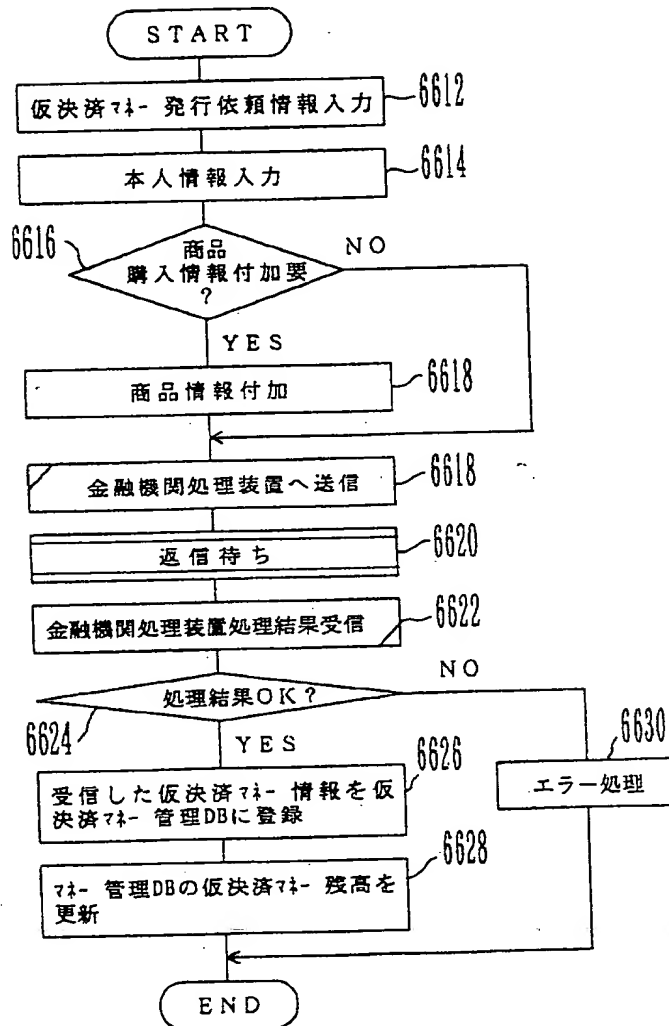 START
仮決済ﾏﾈｰ 発行依頼情報入力
6612
本人情報入力
6614
6616
商品
購入情報付加要
?
NO
YES
商品情報付加
6618
金融機関処理装置へ送信
6618
返信待ち
6620
金融機関処理装置処理結果受信
6622
処理結果OK?
NO
6624
YES
6626
受信した仮決済ﾏﾈｰ 情報を仮
決済ﾏﾈｰ 管理DBに登録
6630
エラー処理
6628
ﾏﾈｰ 管理DBの仮決済ﾏﾈｰ 残高を
更新
END